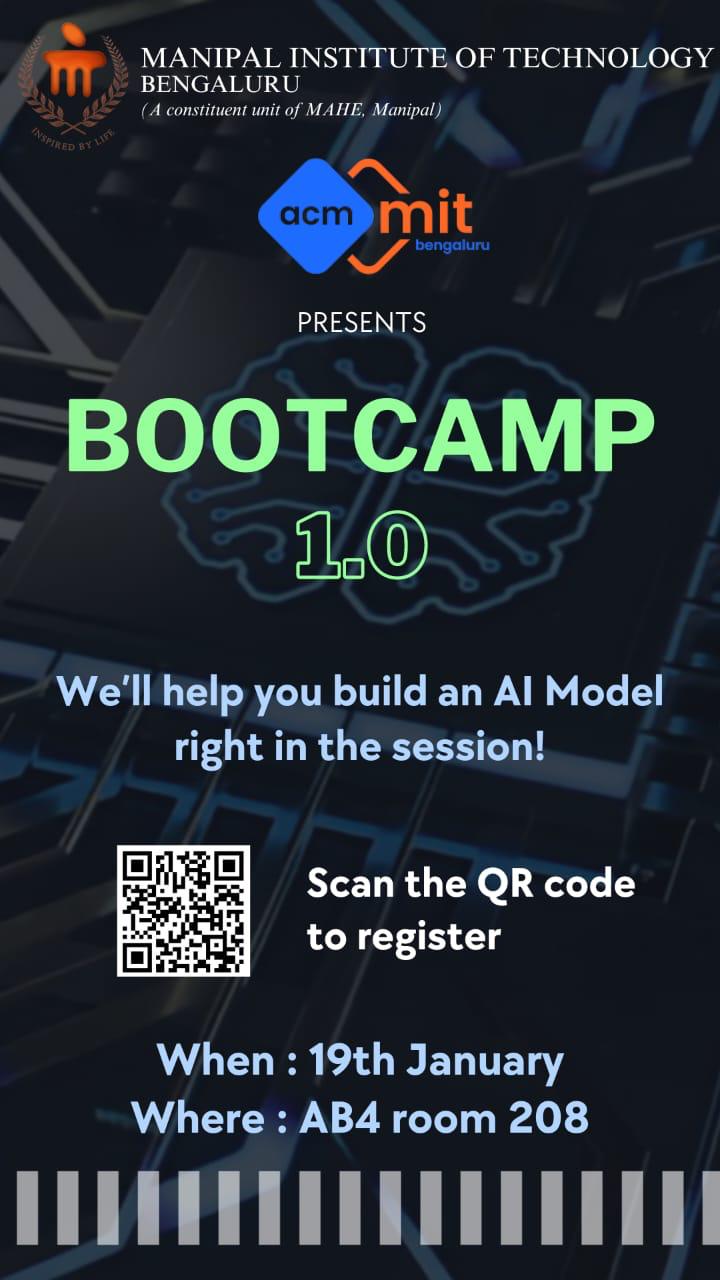 MANIPAL INSTITUTE OF TECHNOLOGY
BENGALURU
(A constituent unit of MAHE, Manipal)
INSPIRED BY LIFE
acm mit
bengaluru
PRESENTS
BOOTCAMP
1.0
We'll help you build an AI Model
right in the session!
Scan the QR code
to register
When : 19th January
Where : AB4 room 208